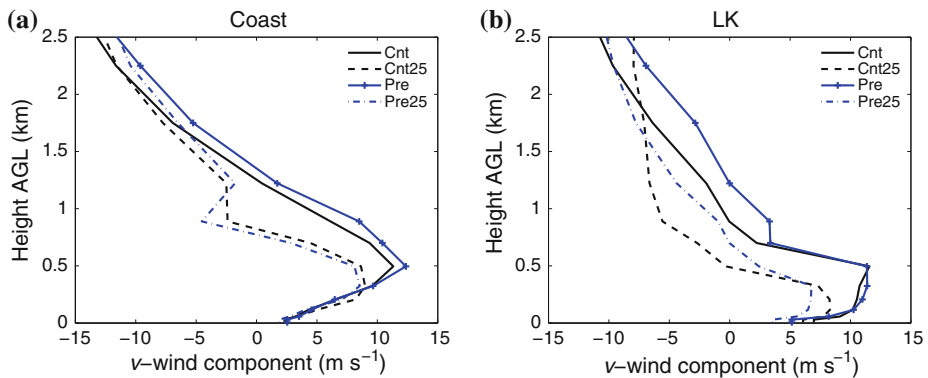 (a) Coast
2.5
2
1.5
1
0.5
0
Height AGL (km)
Cnt
Cnt25
Pre
Pre25
−15 −10 −5 0 5 10 15
v−wind component (m s⁻¹)
(b) LK
2.5
2
1.5
1
0.5
0
Height AGL (km)
Cnt
Cnt25
Pre
Pre25
−15 −10 −5 0 5 10 15
v−wind component (m s⁻¹)